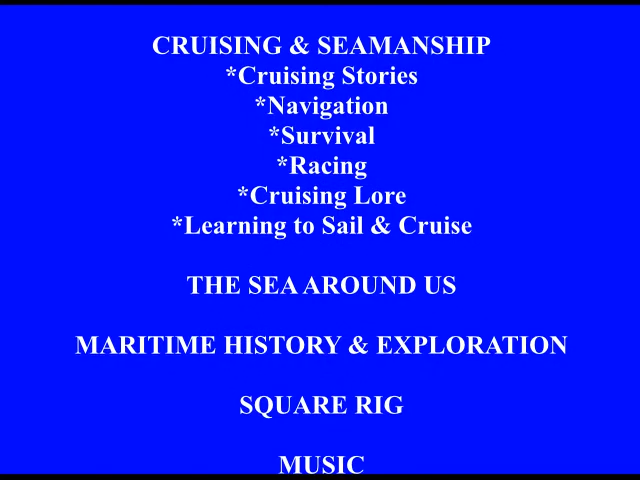 CRUISING & SEAMANSHIP
*Cruising Stories
*Navigation
*Survival
*Racing
*Cruising Lore
*Learning to Sail & Cruise
THE SEA AROUND US
MARITIME HISTORY & EXPLORATION
SQUARE RIG
MUSIC